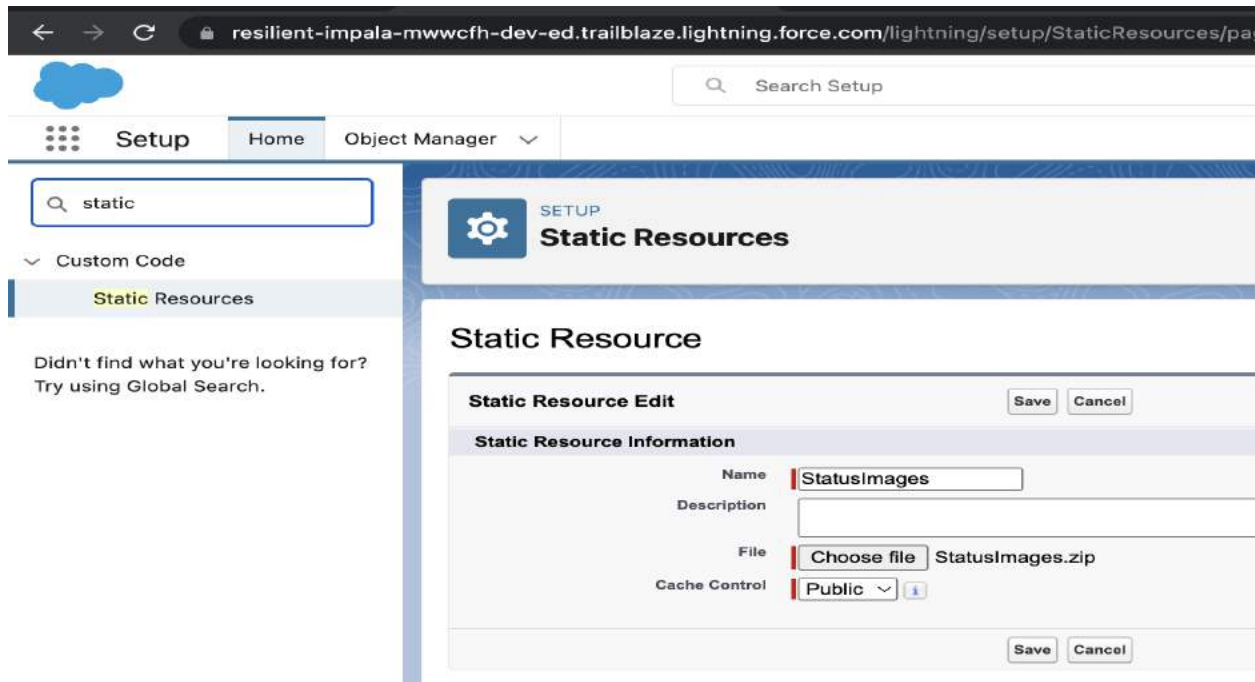 resilient-impala-mwwcfh-dev-ed.trailblaze.lightning.force.com/lightning/setup/StaticResources/pag
Search Setup
Setup Home Object Manager
static
SETUP
Static Resources
Custom Code
Static Resources
Didn't find what you're looking for?
Try using Global Search.
Static Resource
Static Resource Edit Save Cancel
Static Resource Information
Name StatusImages
Description
File Choose file StatusImages.zip
Cache Control Public i
Save Cancel